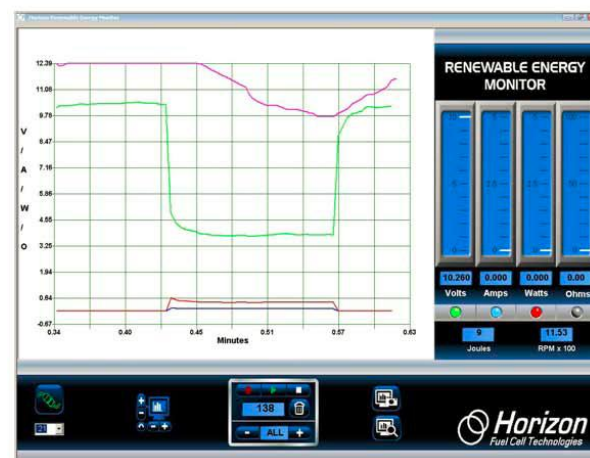 Horizon Renewable Energy Monitor
12.39
11.08
9.78
8.47
7.16
5.86
4.55
3.25
1.94
0.64
-0.67
V / A / W / O
0.34 0.40 0.45 0.51 0.57 0.63
Minutes
RENEWABLE ENERGY
MONITOR
10.260 0.000 0.000 0.00
Volts Amps Watts Ohms
9 11.53
Joules RPM x 100
138
- ALL +
Horizon
Fuel Cell Technologies